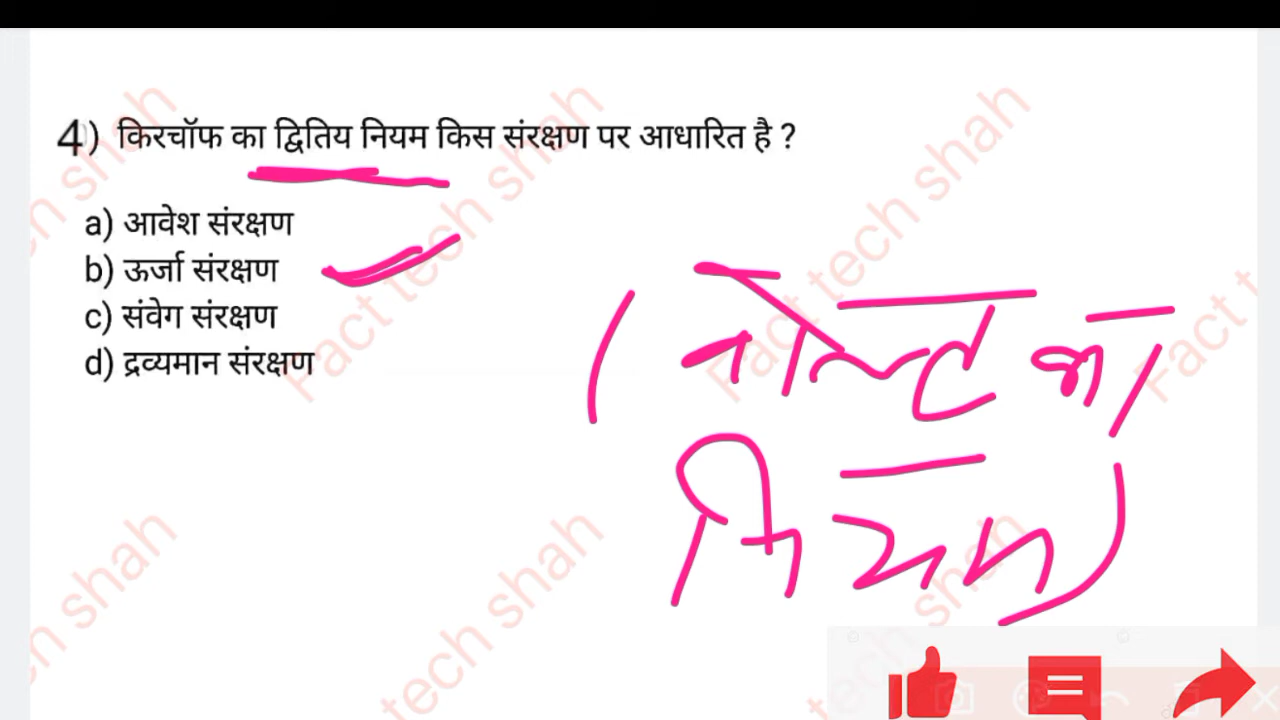 4) किरचॉफ का द्वितिय नियम किस संरक्षण पर आधारित है ?
a) आवेश संरक्षण
b) ऊर्जा संरक्षण
c) संवेग संरक्षण
d) द्रव्यमान संरक्षण
का
नियम)
Fact tech shah